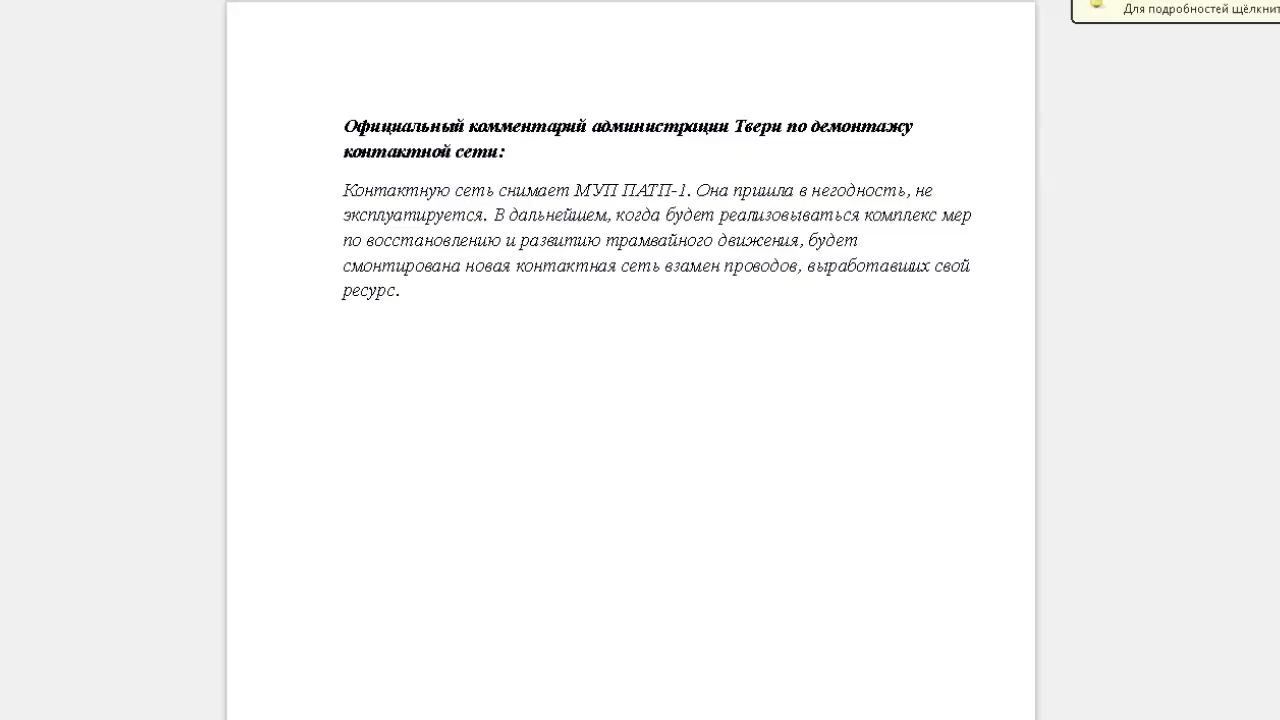 Для подробностей щёлкнит
Официальный комментарий администрации Твери по демонтажу
контактной сети:
Контактную сеть снимает МУП ПАТП-1. Она пришла в негодность, не
эксплуатируется. В дальнейшем, когда будет реализовываться комплекс мер
по восстановлению и развитию трамвайного движения, будет
смонтирована новая контактная сеть взамен проводов, выработавших свой
ресурс.